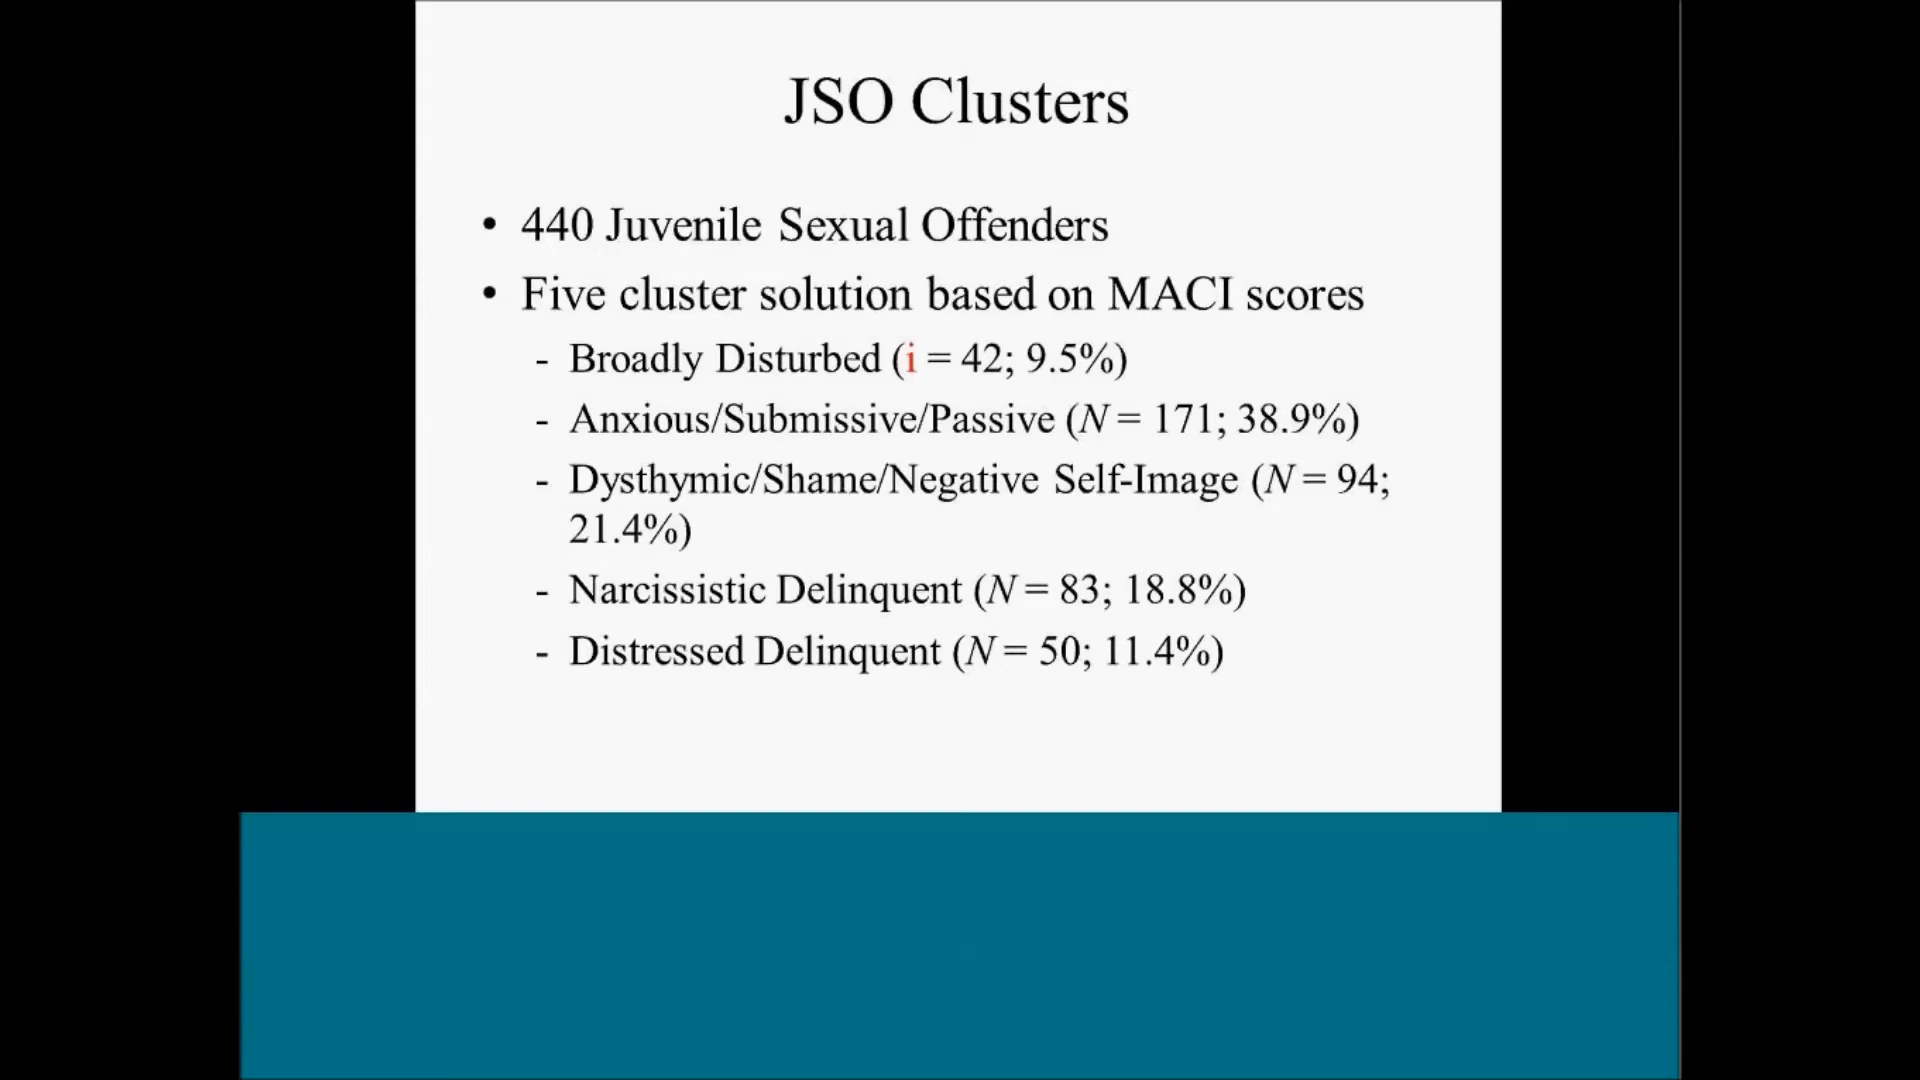 JSO Clusters
• 440 Juvenile Sexual Offenders
• Five cluster solution based on MACI scores
- Broadly Disturbed (i = 42; 9.5%)
- Anxious/Submissive/Passive (N = 171; 38.9%)
- Dysthymic/Shame/Negative Self-Image (N = 94;
21.4%)
- Narcissistic Delinquent (N = 83; 18.8%)
- Distressed Delinquent (N = 50; 11.4%)